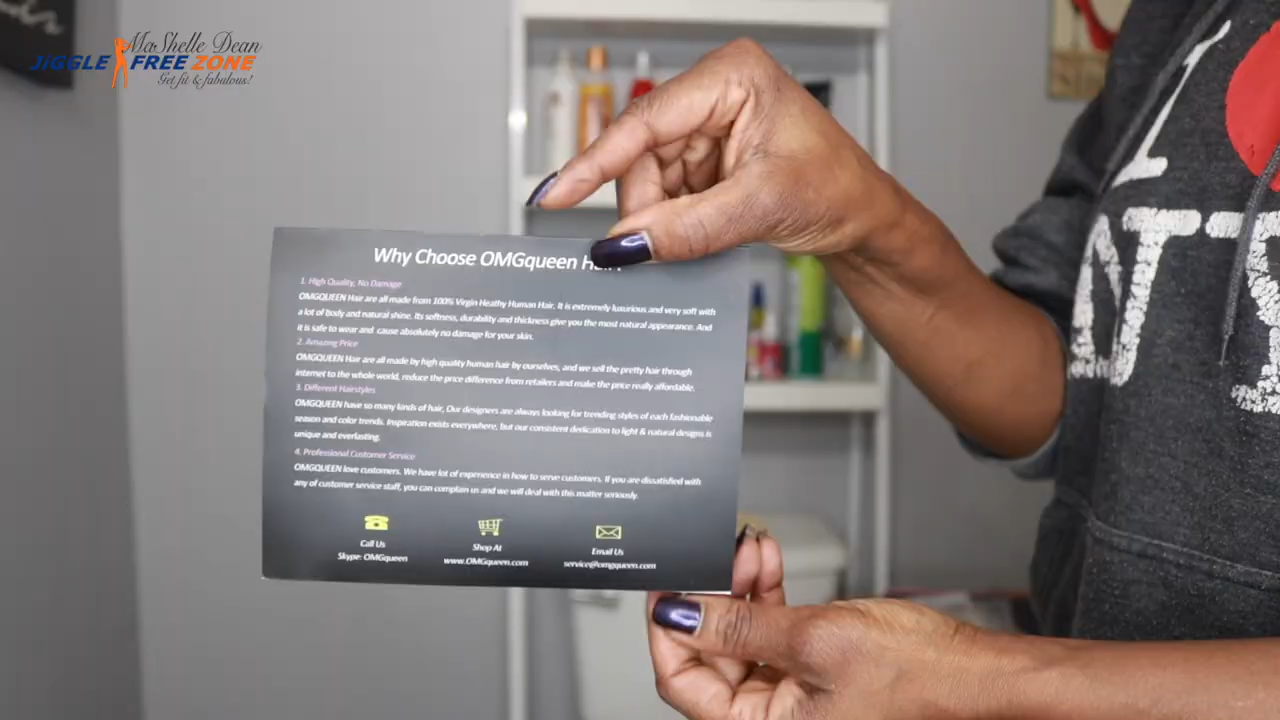 MaShelle Dean
JIGGLE FREE ZONE
Get fit & fabulous!
I
NY
Why Choose OMGqueen
1. High Quality, No Damage
OMGQUEEN Hair are all made from 100% Virgin Heathy Human Hair. It is extremely luxurious and very soft with
a lot of body and natural shine. Its softness, durability and thickness give you the most natural appearance. And
it is safe to wear and cause absolutely no damage for your skin.
2. Amazing Price
OMGQUEEN Hair are all made by high quality human hair by ourselves, and we sell the pretty hair through
internet to the whole world, reduce the price difference from retailers and make the price really affordable.
3. Different Hairstyles
OMGQUEEN have so many kinds of hair, Our designers are always looking for trending styles of each fashionable
season and color trends. Inspiration exists everywhere, but our consistent dedication to light & natural designs is
unique and everlasting.
4. Professional Customer Service
OMGQUEEN love customers. We have lot of experience in how to serve customers. If you are dissatisfied with
any of customer service staff, you can complain us and we will deal with this matter seriously.
Call Us
Skype: OMGqueen
Shop At
www.OMGqueen.com
Email Us
service@omgqueen.com